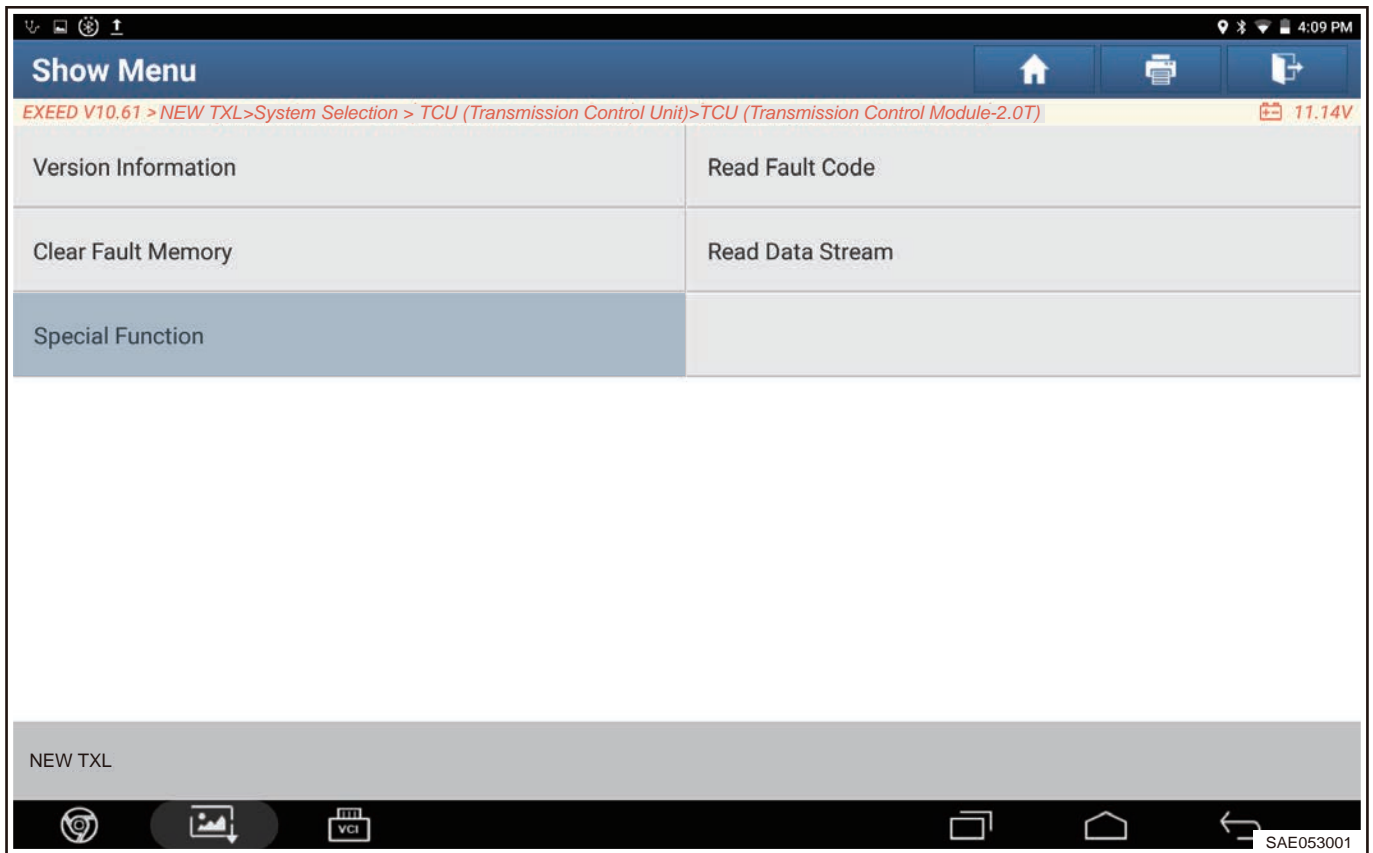 4:09 PM
Show Menu
EXEED V10.61 > NEW TXL>System Selection > TCU (Transmission Control Unit)>TCU (Transmission Control Module-2.0T) 11.14V
Version Information Read Fault Code
Clear Fault Memory Read Data Stream
Special Function
NEW TXL
VCI
SAE053001